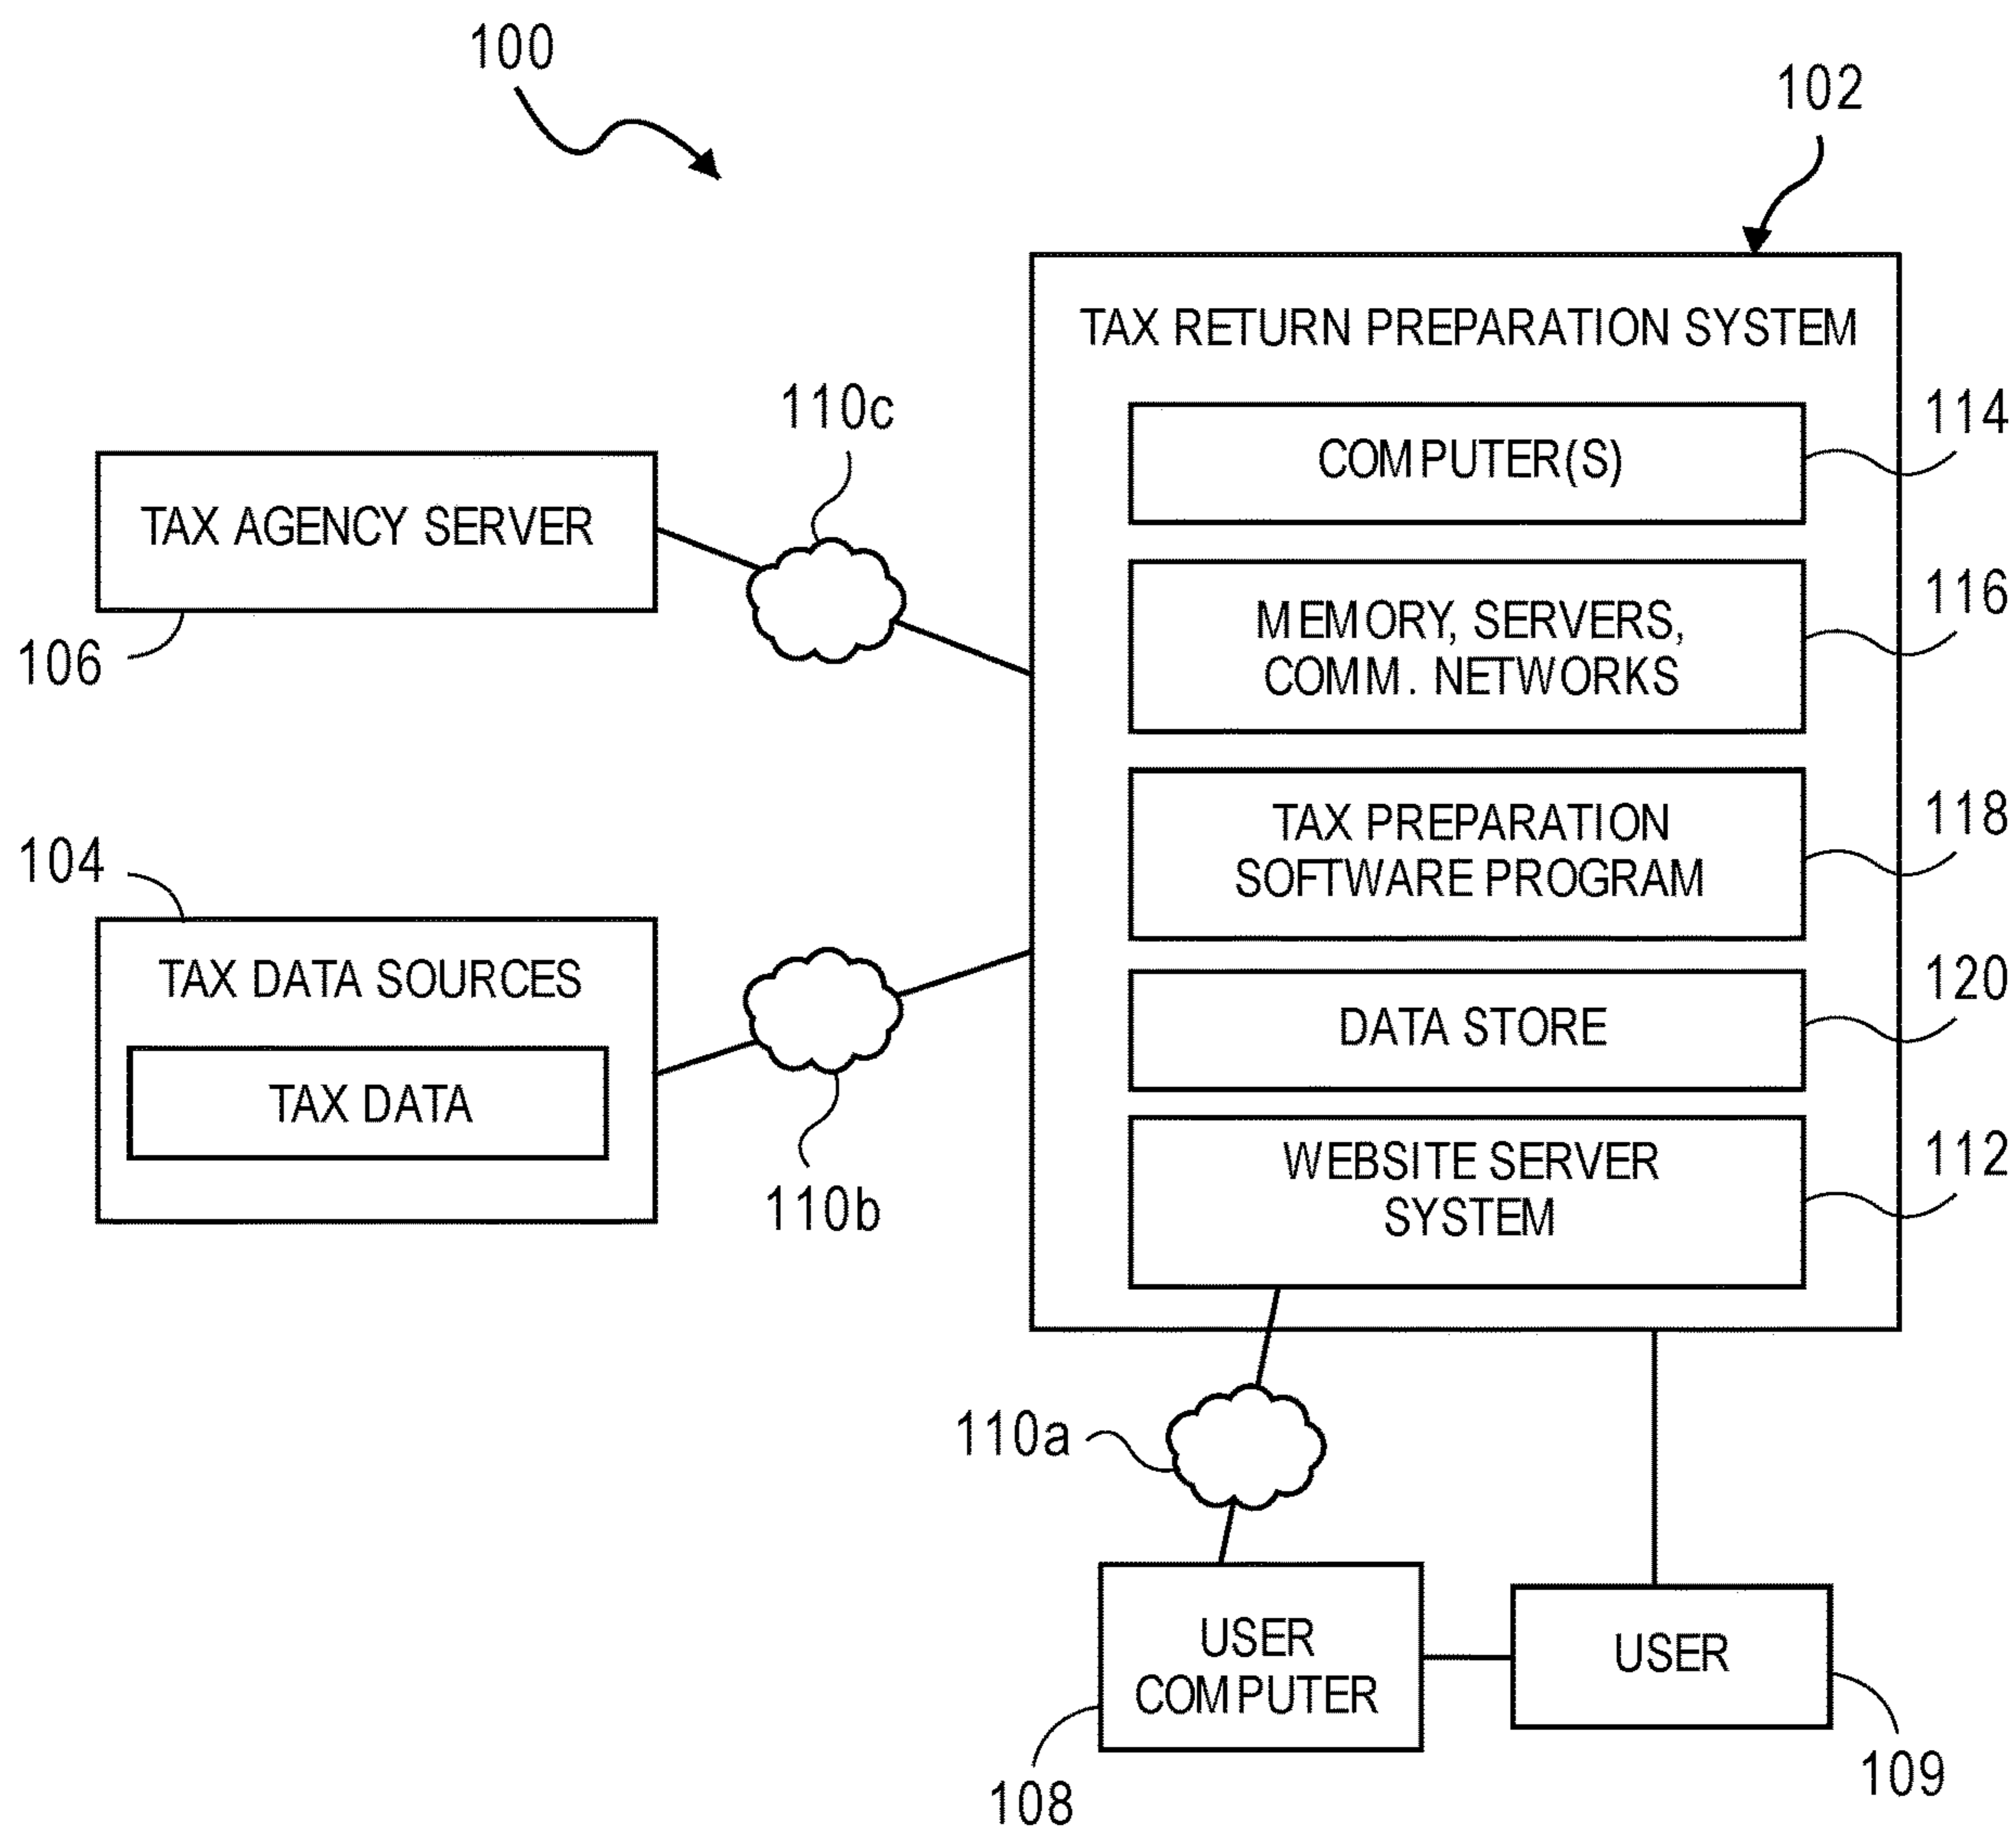 100
102
TAX RETURN PREPARATION SYSTEM
110c
114
COMPUTER(S)
TAX AGENCY SERVER
106
116
MEMORY, SERVERS,
COMM. NETWORKS
118
TAX PREPARATION
SOFTWARE PROGRAM
104
TAX DATA SOURCES
TAX DATA
110b
120
DATA STORE
112
WEBSITE SERVER
SYSTEM
110a
USER
COMPUTER
108
USER
109